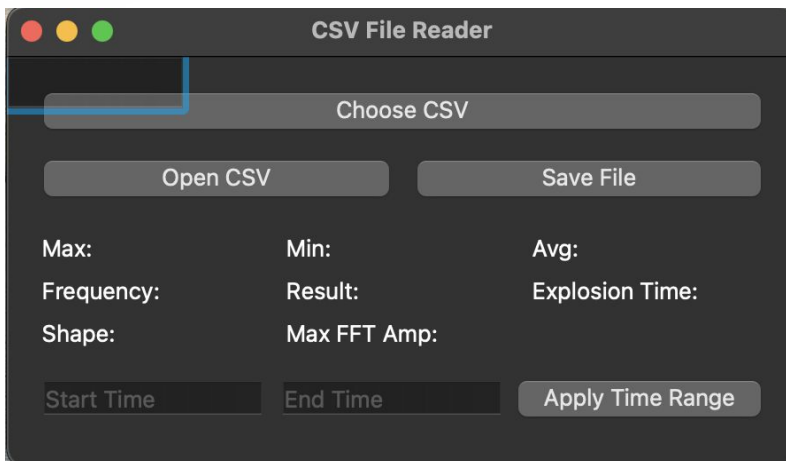 CSV File Reader
Choose CSV
Open CSV Save File
Max: Min: Avg:
Frequency: Result: Explosion Time:
Shape: Max FFT Amp:
Start Time End Time Apply Time Range